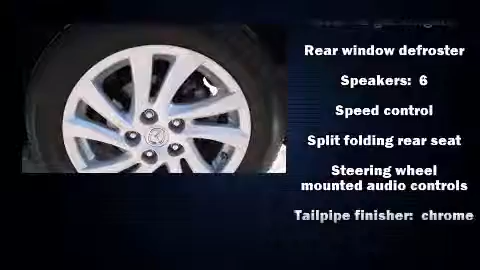 Rear window defroster
Speakers: 6
Speed control
Split folding rear seat
Steering wheel
mounted audio controls
Tailpipe finisher: chrome